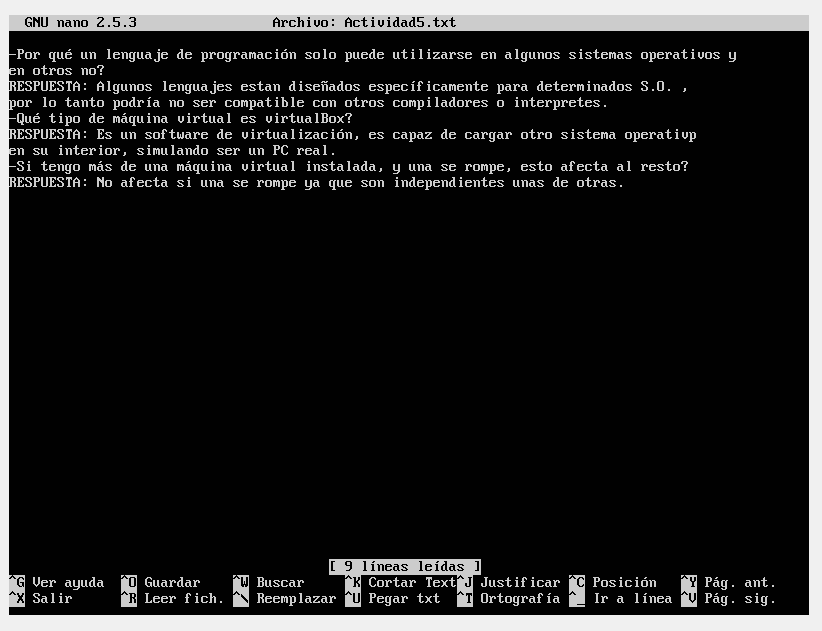 GNU nano 2.5.3 Archivo: Actividad5.txt
-Por qué un lenguaje de programación solo puede utilizarse en algunos sistemas operativos y
en otros no?
RESPUESTA: Algunos lenguajes estan diseñados específicamente para determinados S.O. ,
por lo tanto podría no ser compatible con otros compiladores o interpretes.
-Qué tipo de máquina virtual es virtualBox?
RESPUESTA: Es un software de virtualización, es capaz de cargar otro sistema operativp
en su interior, simulando ser un PC real.
-Si tengo más de una máquina virtual instalada, y una se rompe, esto afecta al resto?
RESPUESTA: No afecta si una se rompe ya que son independientes unas de otras.
[ 9 líneas leídas ]
^G Ver ayuda ^O Guardar ^W Buscar ^K Cortar Text ^J Justificar ^C Posición ^Y Pág. ant.
^X Salir ^R Leer fich. ^\ Reemplazar ^U Pegar txt ^T Ortografía ^_ Ir a línea ^V Pág. sig.